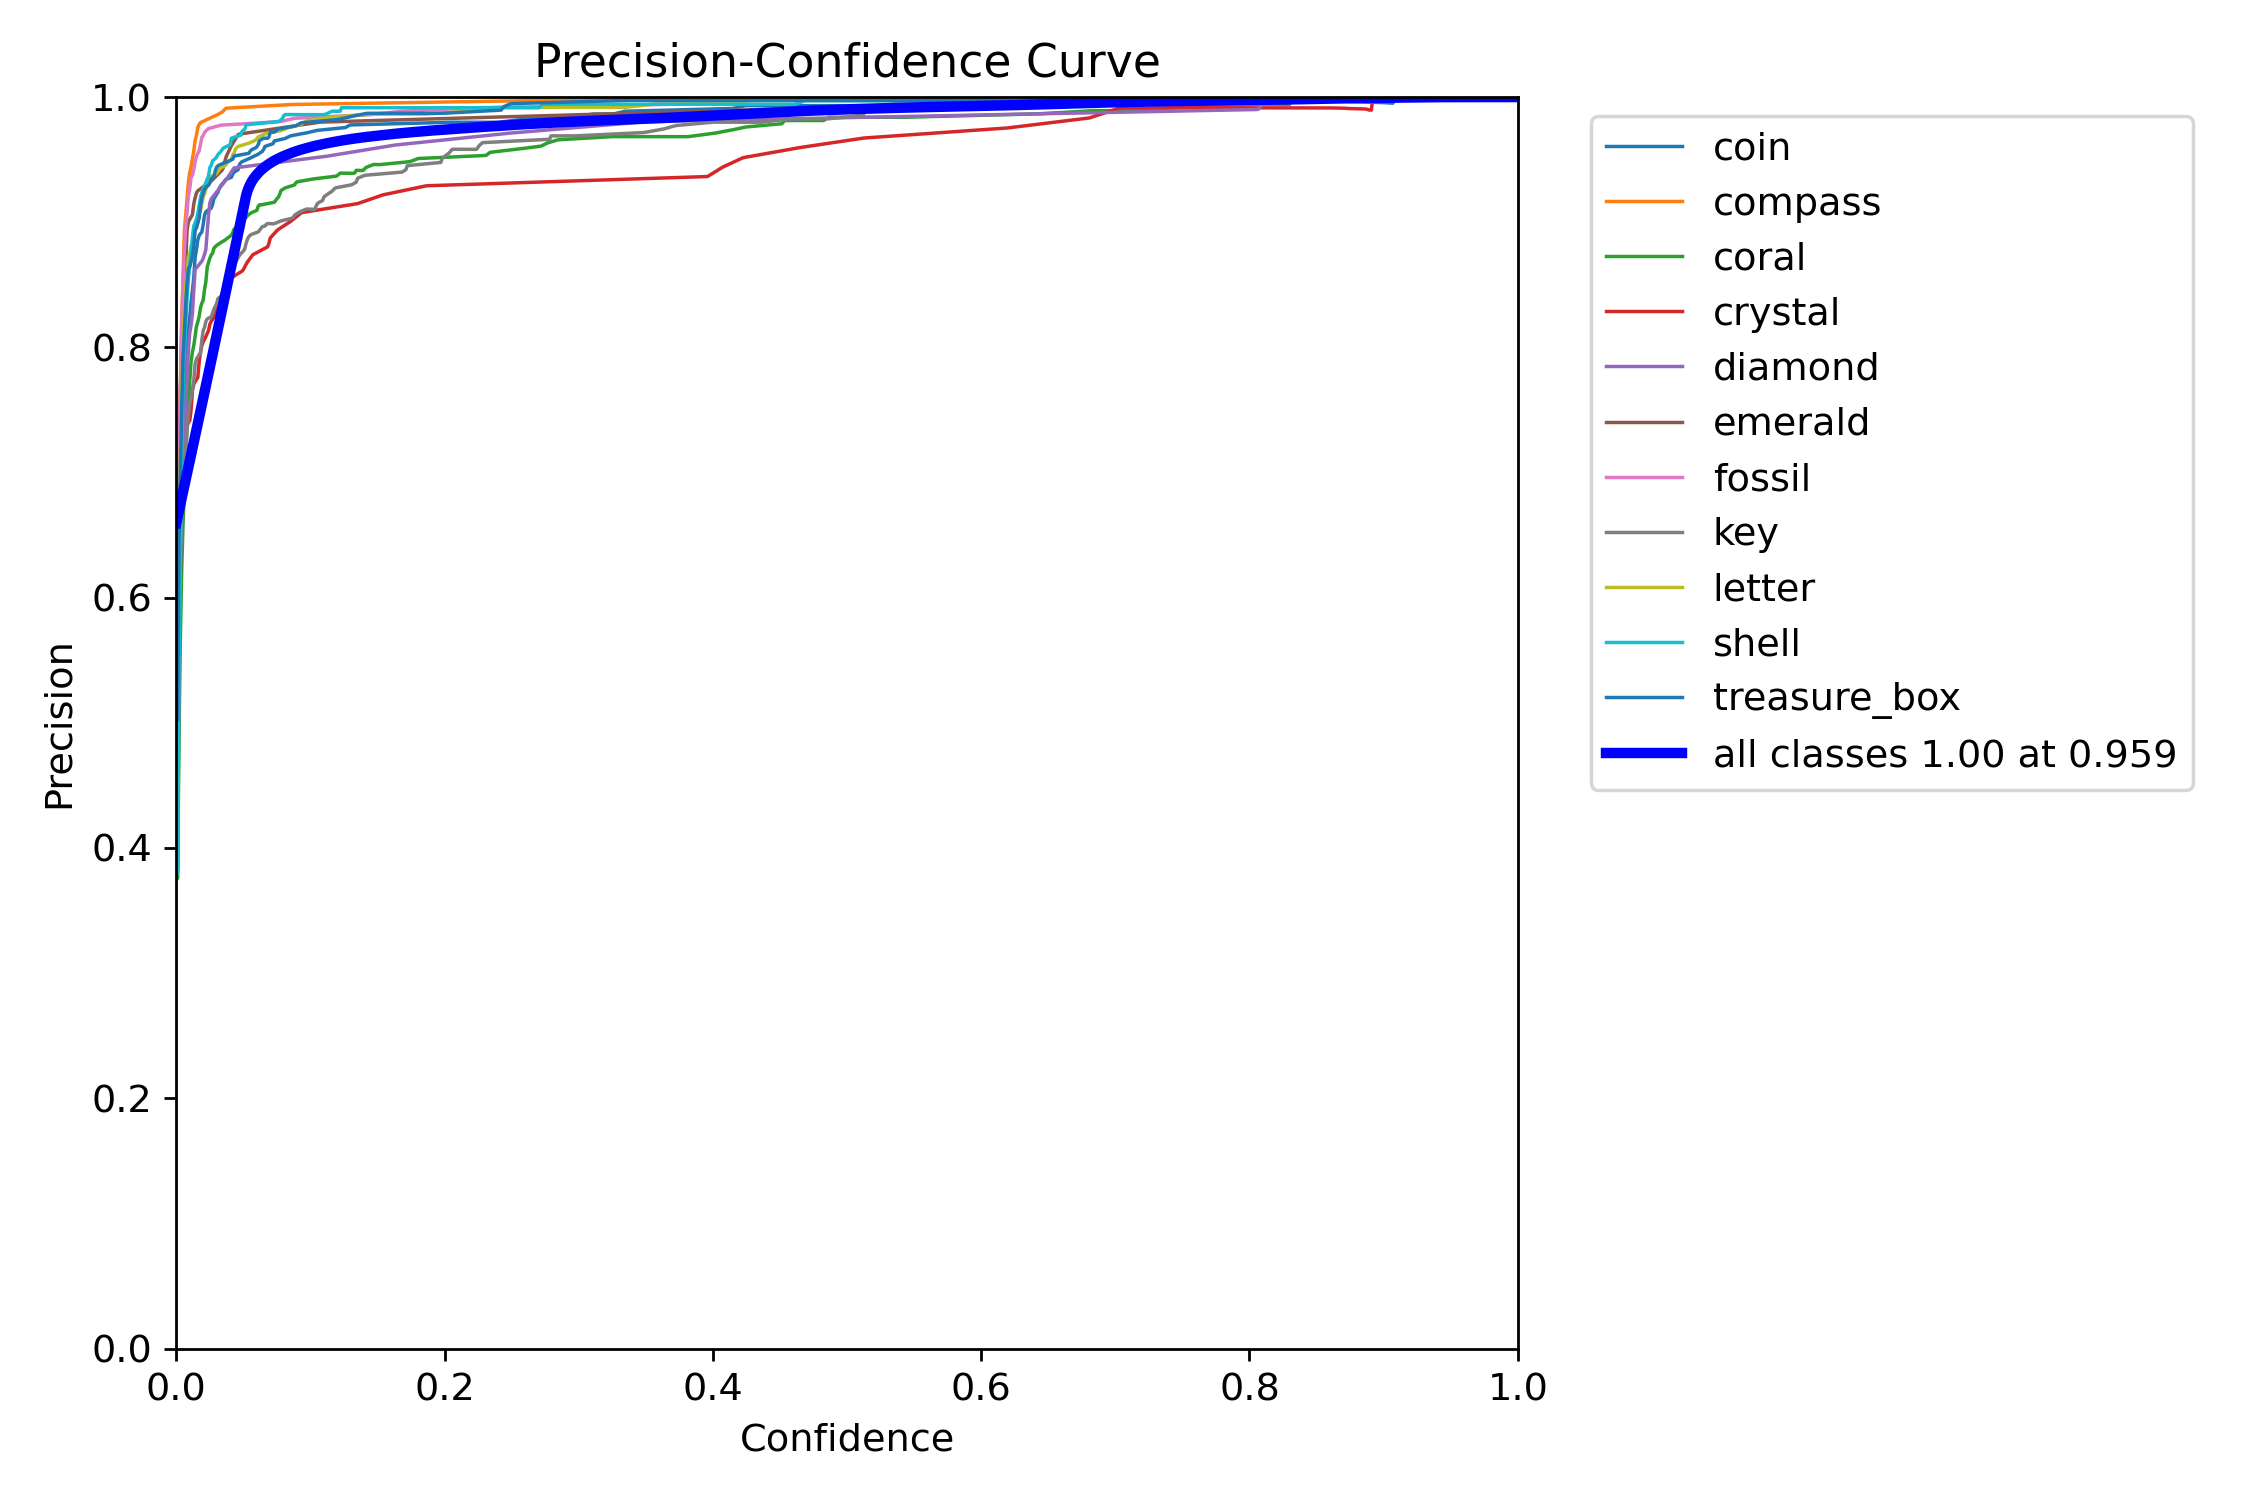 Precision-Confidence Curve
1.0
0.8
0.6
0.4
0.2
0.0
Precision
0.0 0.2 0.4 0.6 0.8 1.0
Confidence
coin
compass
coral
crystal
diamond
emerald
fossil
key
letter
shell
treasure_box
all classes 1.00 at 0.959